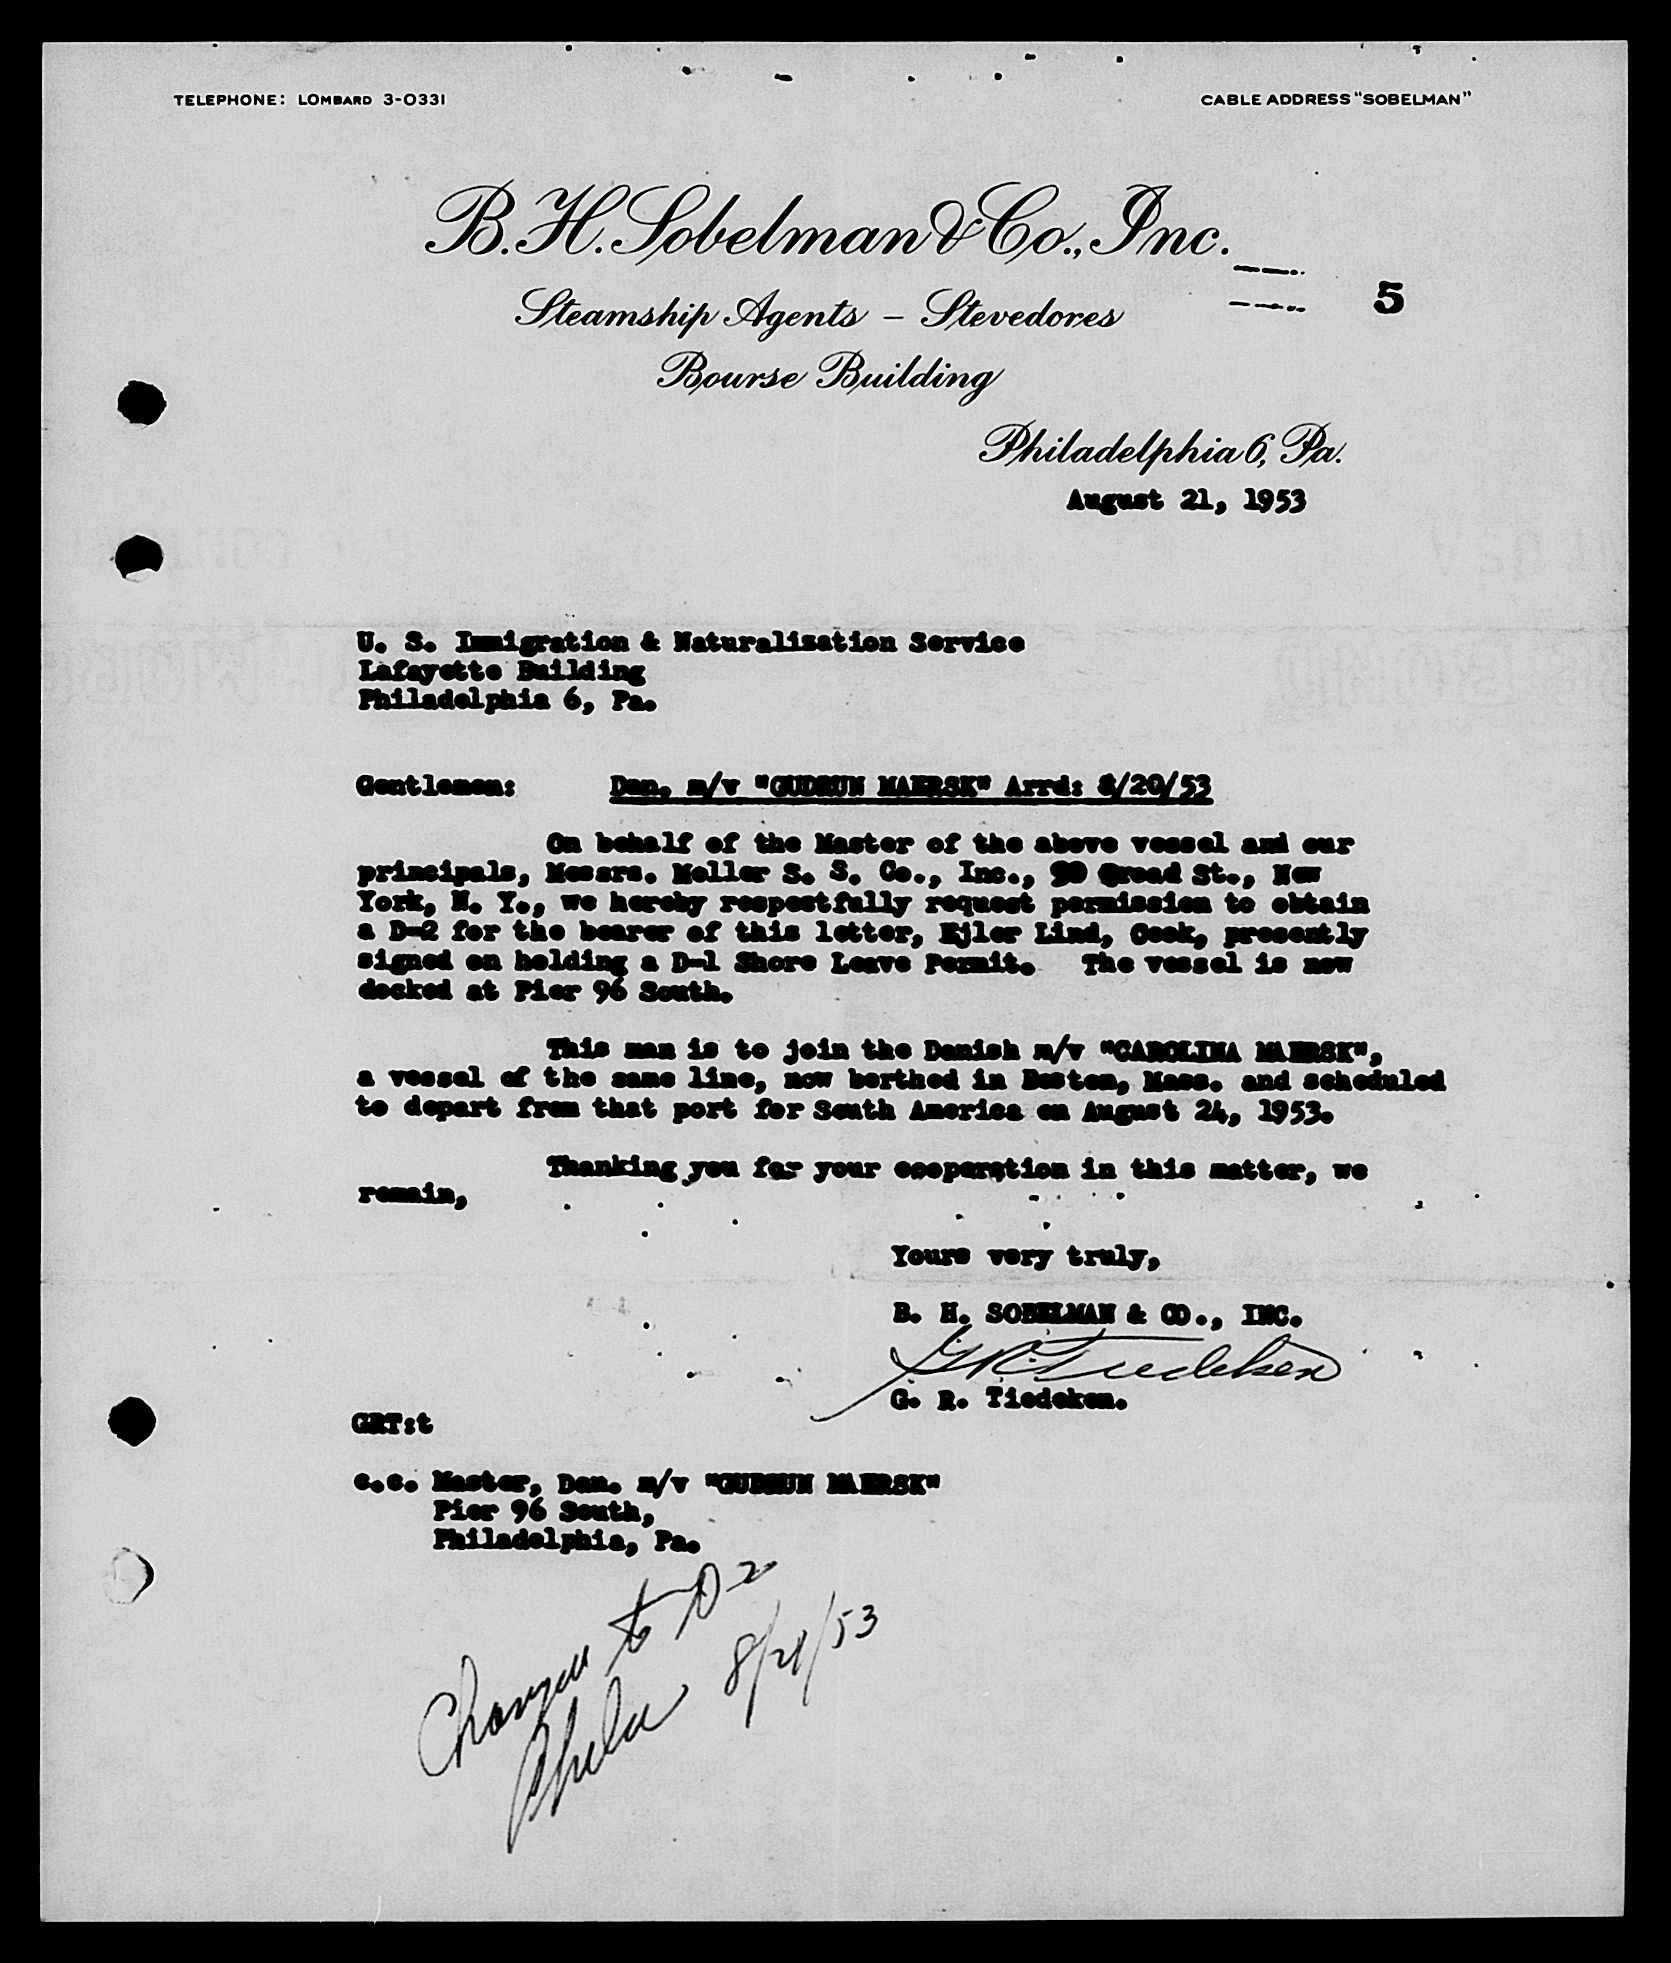 TELEPHONE: LOMBARD 3-0331
CABLE ADDRESS "SOBELMAN"
B. H. Sobelman & Co., Inc.
Steamship Agents – Stevedores
5
Bourse Building
Philadelphia 6, Pa.
August 21, 1953
U. S. Immigration & Naturalization Service
Lafayette Building
Philadelphia 6, Pa.
Gentlemen: Dan. m/v "GUDRUN MAERSK" Arrd: 8/20/53
On behalf of the Master of the above vessel and our
principals, Messrs. Moller S. S. Co., Inc., 90 Broad St., New
York, N. Y., we hereby respectfully request permission to obtain
a D-2 for the bearer of this letter, Ejler Lind, Cook, presently
signed on holding a D-1 Shore Leave Permit. The vessel is now
docked at Pier 96 South.
This man is to join the Danish m/v "CAROLINA MAERSK",
a vessel of the same line, now berthed in Boston, Mass. and scheduled
to depart from that port for South America on August 24, 1953.
Thanking you for your cooperation in this matter, we
remain,
Yours very truly,
B. H. SOBELMAN & CO., INC.
G R Tiedeken
G. R. Tiedeken.
GRT:t
c.c. Master, Dan. m/v "GUDRUN MAERSK"
Pier 96 South,
Philadelphia, Pa.
Changed to D-2
Phila 8/21/53